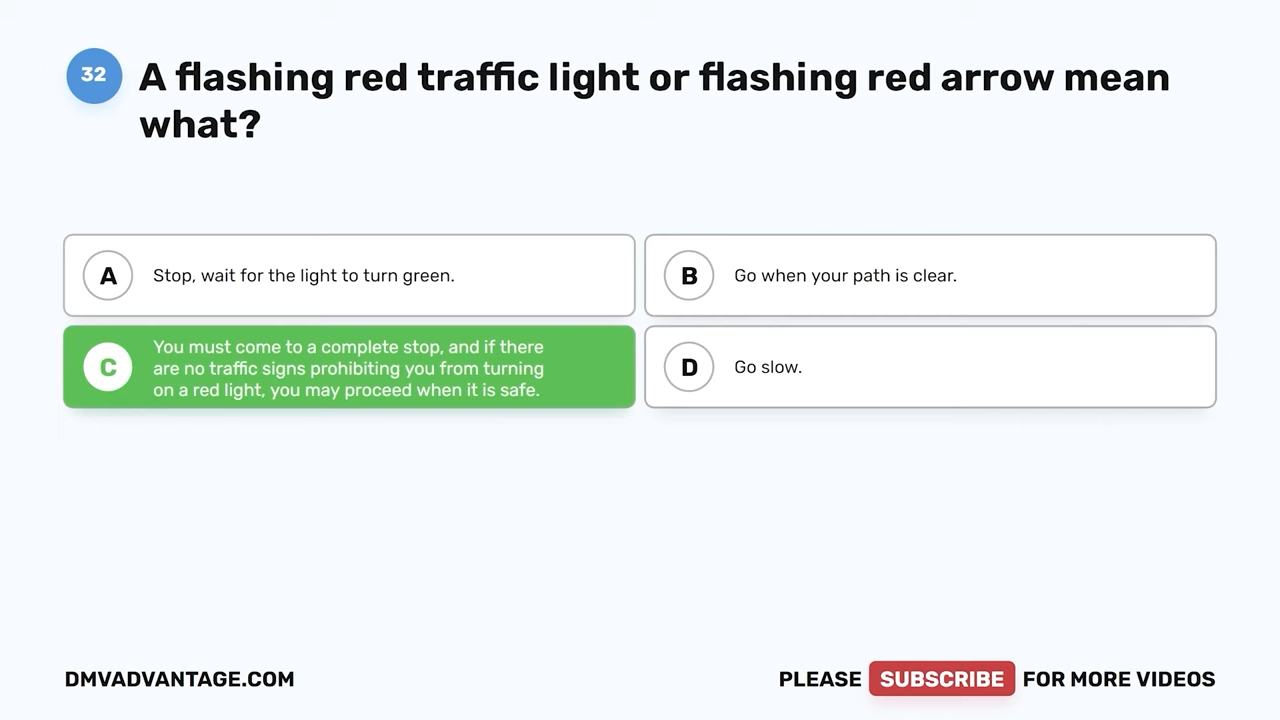 32
A flashing red traffic light or flashing red arrow mean
what?
A
Stop, wait for the light to turn green.
B
Go when your path is clear.
C
You must come to a complete stop, and if there
are no traffic signs prohibiting you from turning
on a red light, you may proceed when it is safe.
D
Go slow.
DMVADVANTAGE.COM
PLEASE SUBSCRIBE FOR MORE VIDEOS